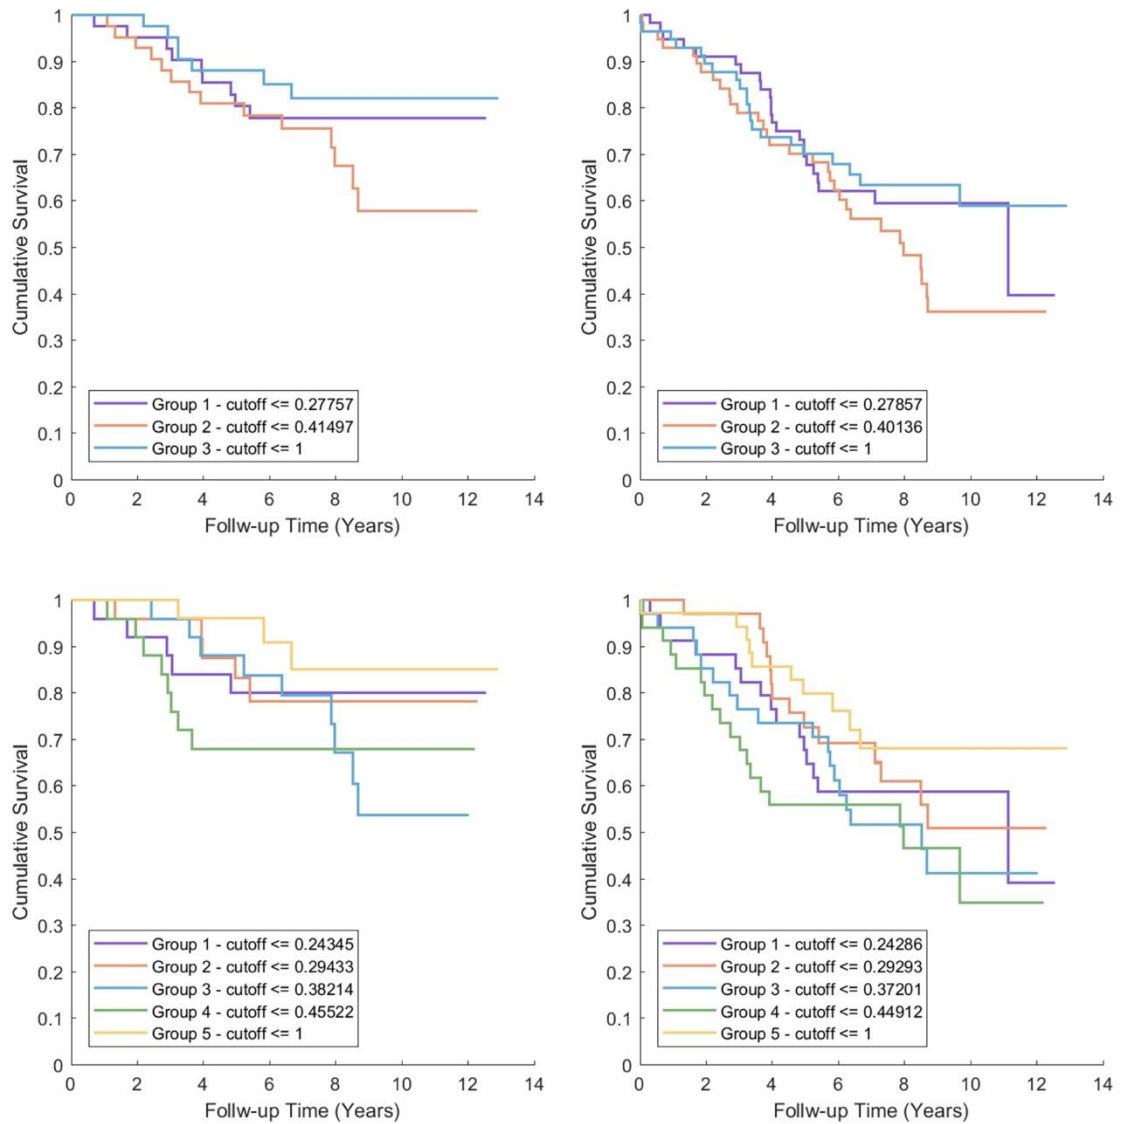 1
0.9
0.8
0.7
0.6
0.5
0.4
0.3
0.2
0.1
0
Cumulative Survival
Group 1 - cutoff <= 0.27757
Group 2 - cutoff <= 0.41497
Group 3 - cutoff <= 1
0 2 4 6 8 10 12 14
Follw-up Time (Years)
1
0.9
0.8
0.7
0.6
0.5
0.4
0.3
0.2
0.1
0
Cumulative Survival
Group 1 - cutoff <= 0.27857
Group 2 - cutoff <= 0.40136
Group 3 - cutoff <= 1
0 2 4 6 8 10 12 14
Follw-up Time (Years)
1
0.9
0.8
0.7
0.6
0.5
0.4
0.3
0.2
0.1
0
Cumulative Survival
Group 1 - cutoff <= 0.24345
Group 2 - cutoff <= 0.29433
Group 3 - cutoff <= 0.38214
Group 4 - cutoff <= 0.45522
Group 5 - cutoff <= 1
0 2 4 6 8 10 12 14
Follw-up Time (Years)
1
0.9
0.8
0.7
0.6
0.5
0.4
0.3
0.2
0.1
0
Cumulative Survival
Group 1 - cutoff <= 0.24286
Group 2 - cutoff <= 0.29293
Group 3 - cutoff <= 0.37201
Group 4 - cutoff <= 0.44912
Group 5 - cutoff <= 1
0 2 4 6 8 10 12 14
Follw-up Time (Years)